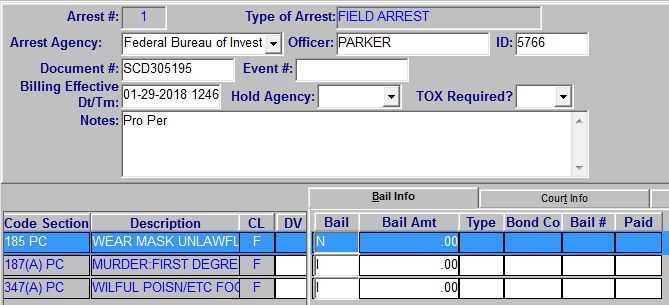 Arrest #: 1 Type of Arrest: FIELD ARREST
Arrest Agency: Federal Bureau of Invest Officer: PARKER ID: 5766
Document #: SCD305195 Event #:
Billing Effective Dt/Tm: 01-29-2018 1246 Hold Agency: TOX Required?
Notes: Pro Per
Bail Info Court Info
Code Section Description CL DV Bail Bail Amt Type Bond Co Bail # Paid
185 PC WEAR MASK UNLAWFL F N .00
187(A) PC MURDER:FIRST DEGRE F I .00
347(A) PC WILFUL POISN/ETC FOO F I .00